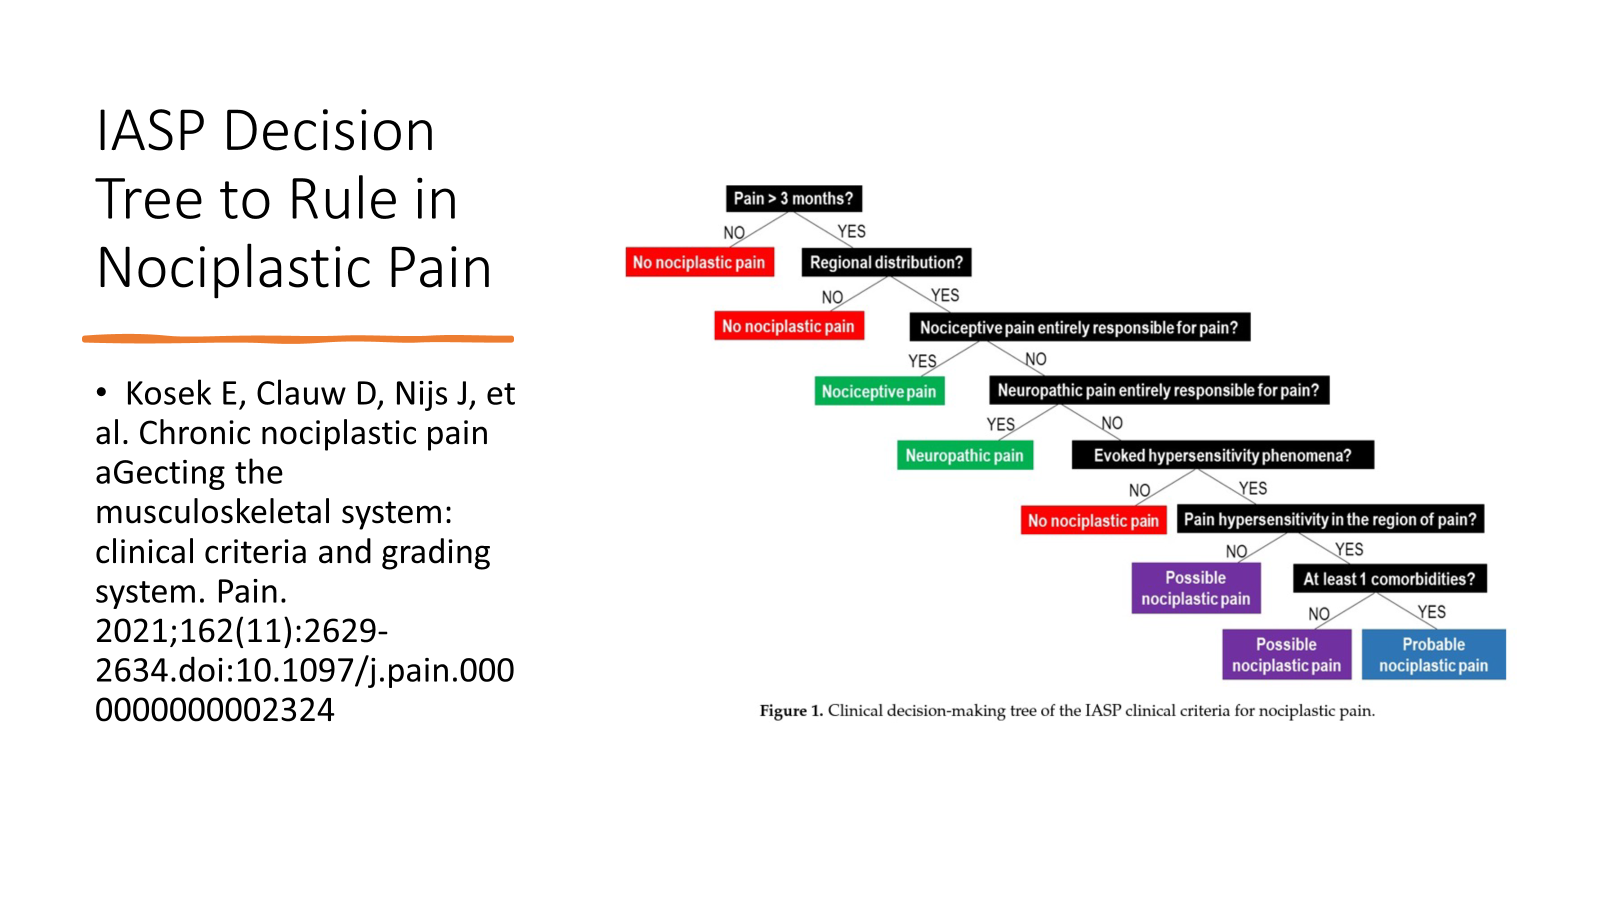 IASP Decision
Tree to Rule in
Nociplastic Pain
• Kosek E, Clauw D, Nijs J, et
al. Chronic nociplastic pain
aGecting the
musculoskeletal system:
clinical criteria and grading
system. Pain.
2021;162(11):2629-
2634.doi:10.1097/j.pain.000
0000000002324
Pain > 3 months?
NO YES
No nociplastic pain
Regional distribution?
NO YES
No nociplastic pain
Nociceptive pain entirely responsible for pain?
YES NO
Nociceptive pain
Neuropathic pain entirely responsible for pain?
YES NO
Neuropathic pain
Evoked hypersensitivity phenomena?
NO YES
No nociplastic pain
Pain hypersensitivity in the region of pain?
NO YES
Possible
nociplastic pain
At least 1 comorbidities?
NO YES
Possible
nociplastic pain
Probable
nociplastic pain
Figure 1. Clinical decision-making tree of the IASP clinical criteria for nociplastic pain.